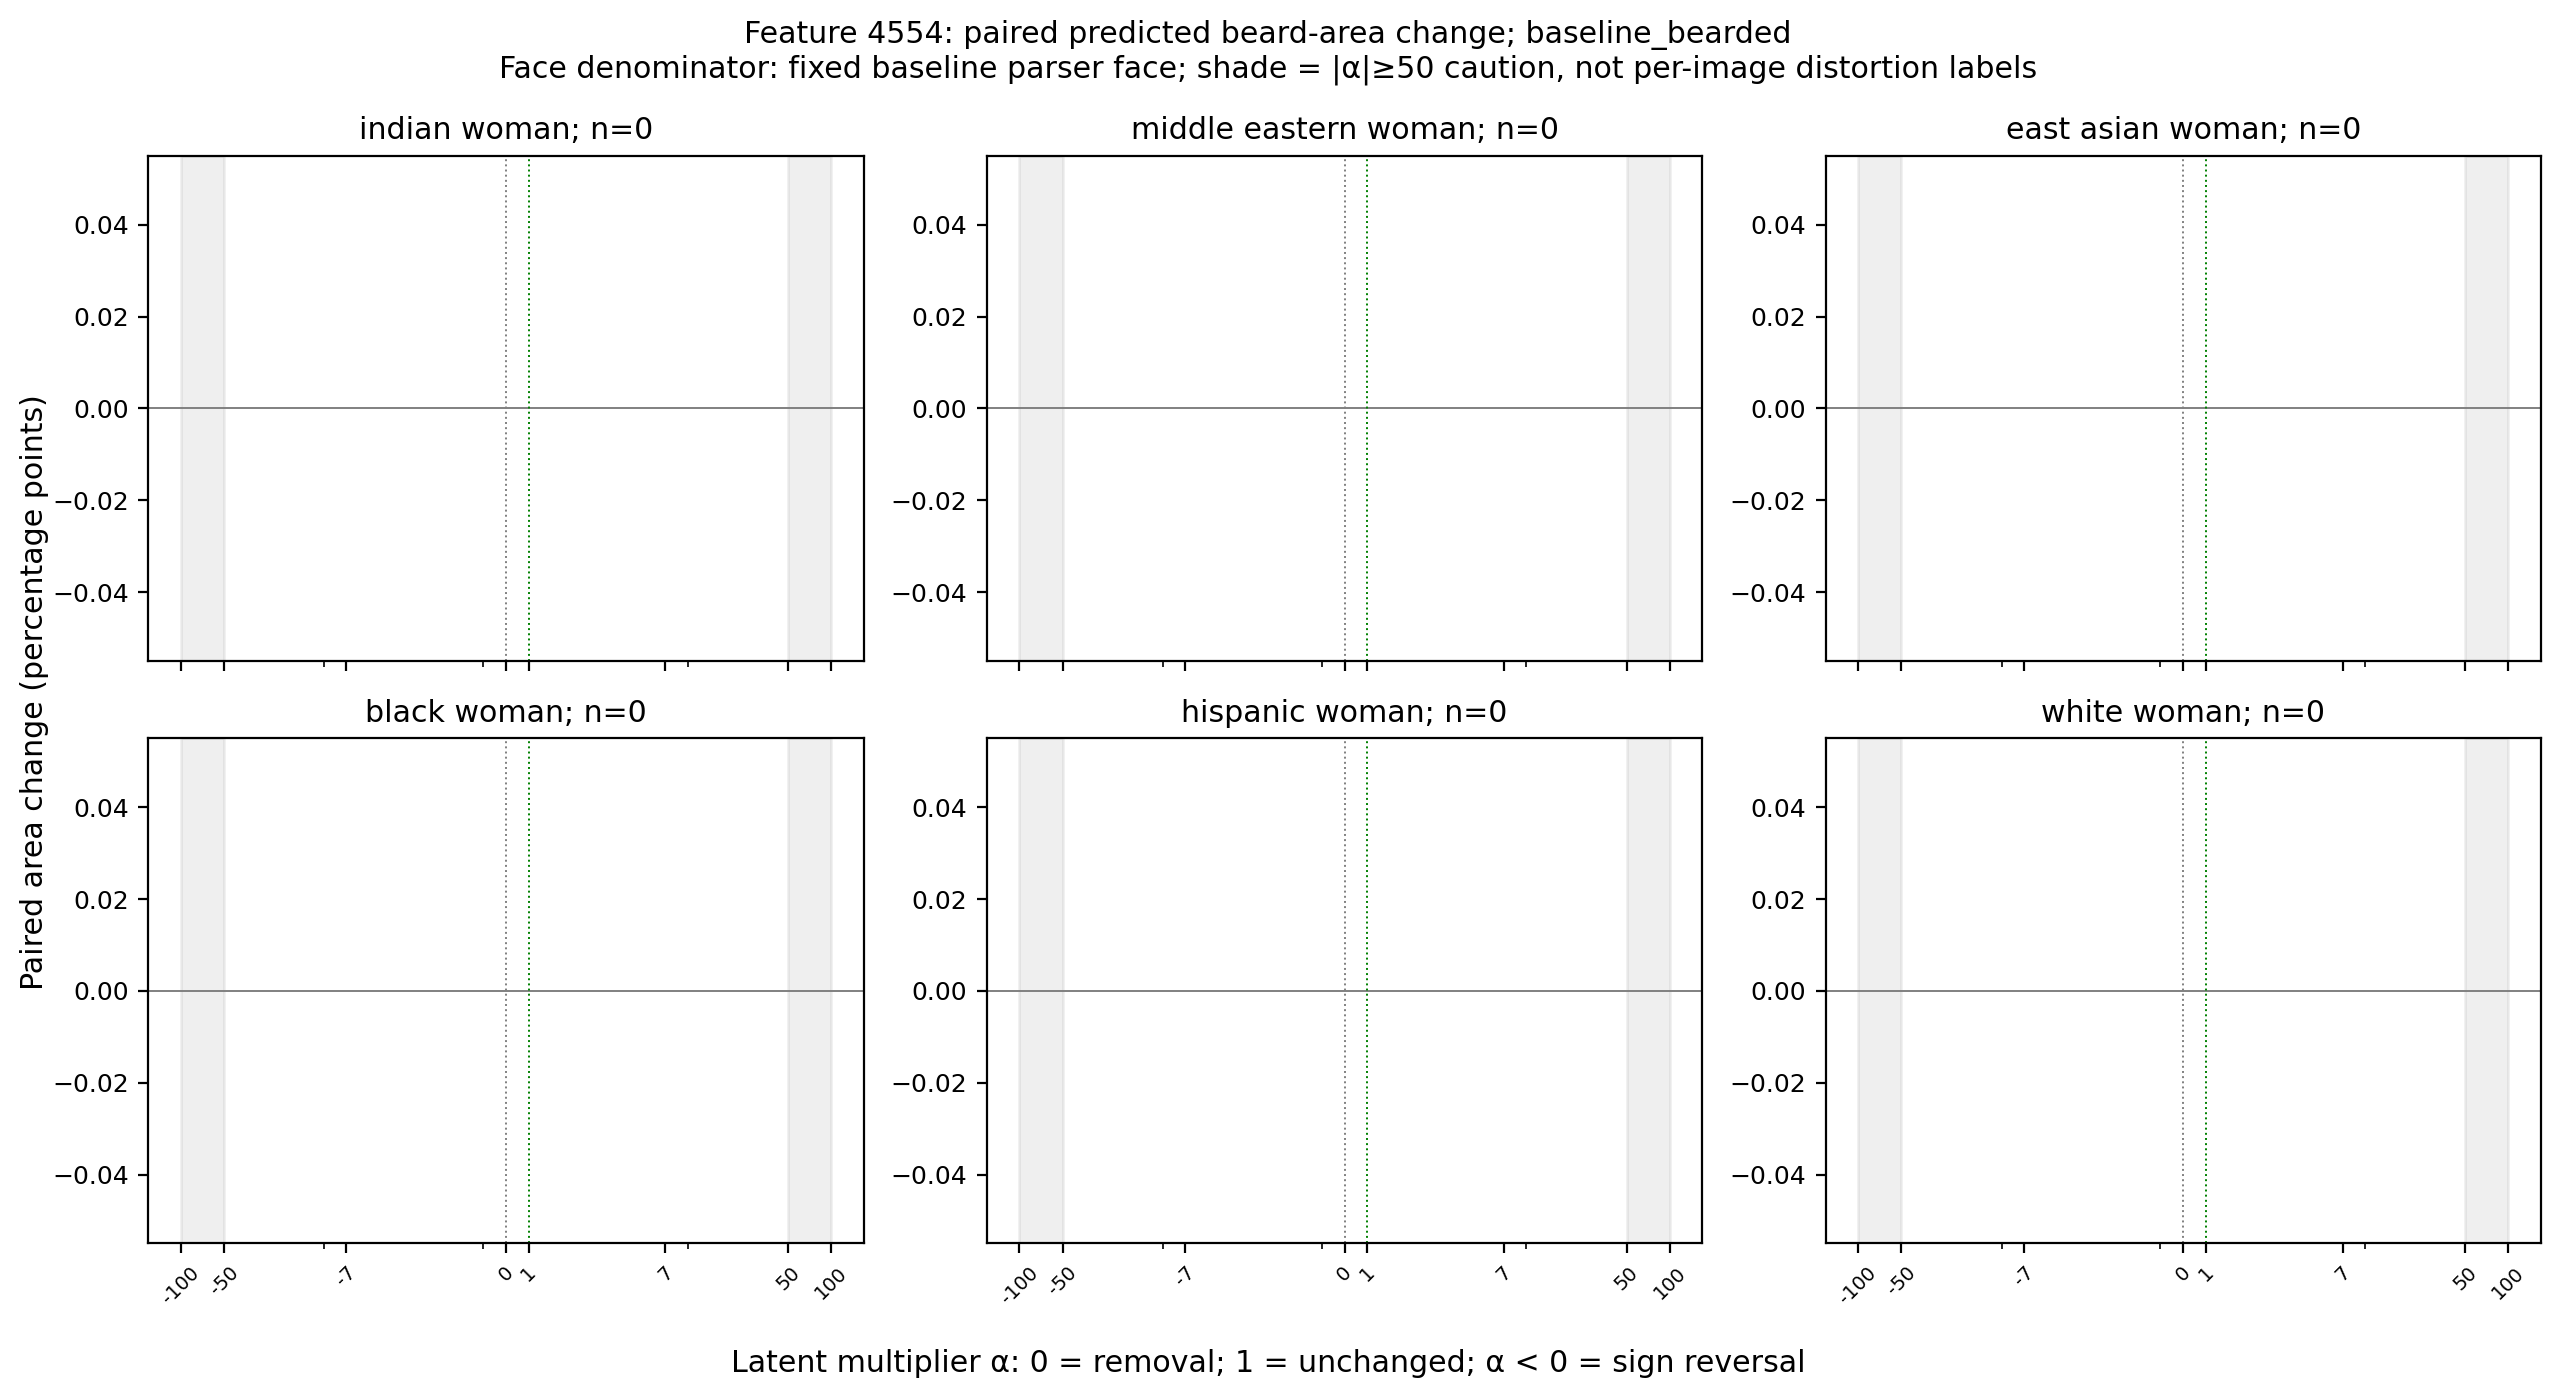 Feature 4554: paired predicted beard-area change; baseline_bearded
Face denominator: fixed baseline parser face; shade = |α|≥50 caution, not per-image distortion labels
indian woman; n=0
middle eastern woman; n=0
east asian woman; n=0
0.04
0.02
0.00
−0.02
−0.04
0.04
0.02
0.00
−0.02
−0.04
0.04
0.02
0.00
−0.02
−0.04
Paired area change (percentage points)
black woman; n=0
hispanic woman; n=0
white woman; n=0
0.04
0.02
0.00
−0.02
−0.04
0.04
0.02
0.00
−0.02
−0.04
0.04
0.02
0.00
−0.02
−0.04
-100 -50 -7 0 1 7 50 100
-100 -50 -7 0 1 7 50 100
-100 -50 -7 0 1 7 50 100
Latent multiplier α: 0 = removal; 1 = unchanged; α < 0 = sign reversal